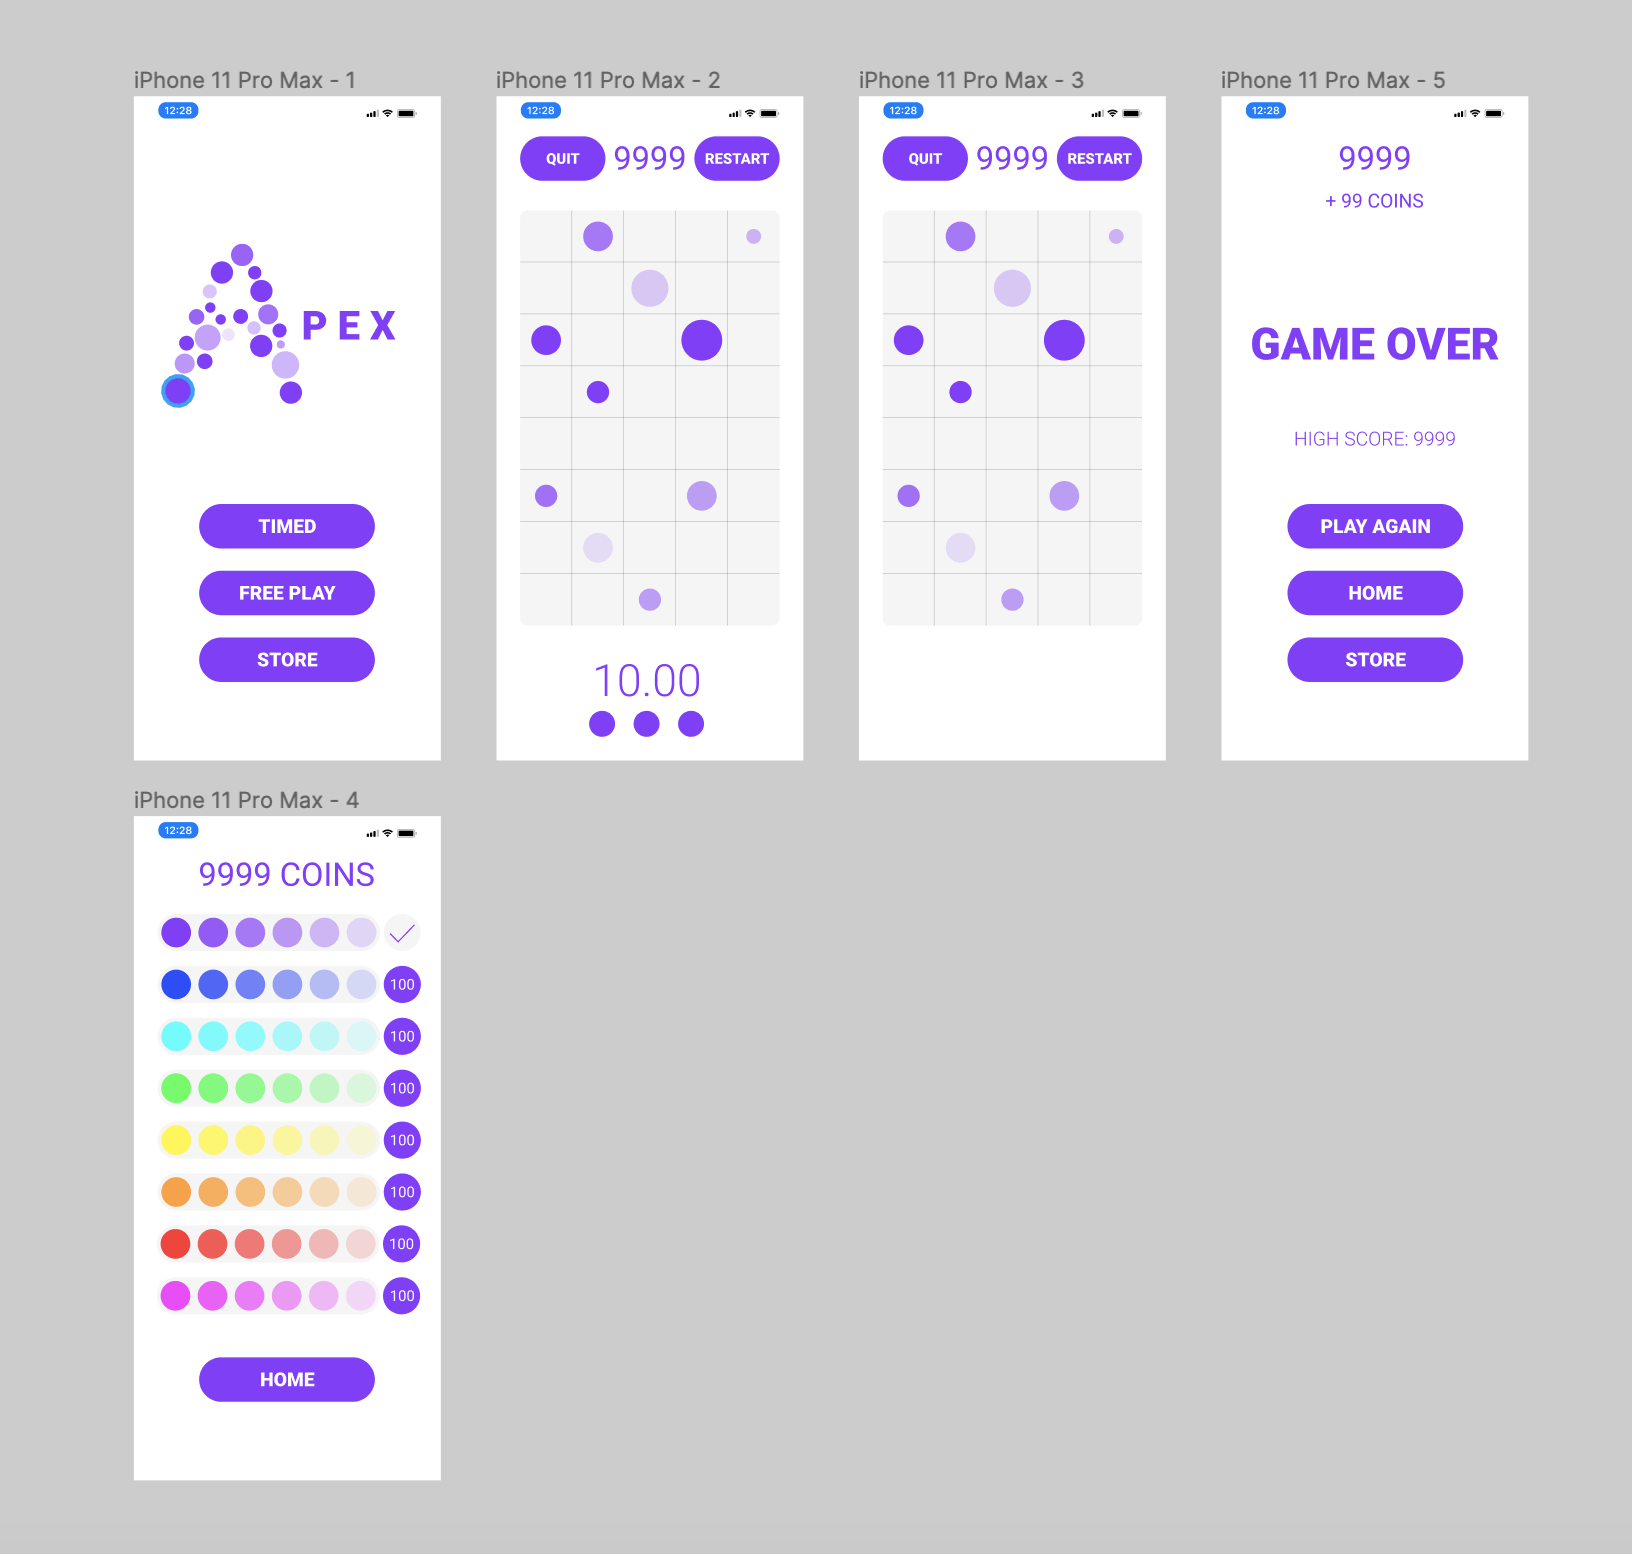 iPhone 11 Pro Max - 1
12:28
PEX
TIMED
FREE PLAY
STORE
iPhone 11 Pro Max - 2
12:28
QUIT 9999 RESTART
10.00
iPhone 11 Pro Max - 3
12:28
QUIT 9999 RESTART
iPhone 11 Pro Max - 5
12:28
9999
+ 99 COINS
GAME OVER
HIGH SCORE: 9999
PLAY AGAIN
HOME
STORE
iPhone 11 Pro Max - 4
12:28
9999 COINS
100
100
100
100
100
100
100
HOME